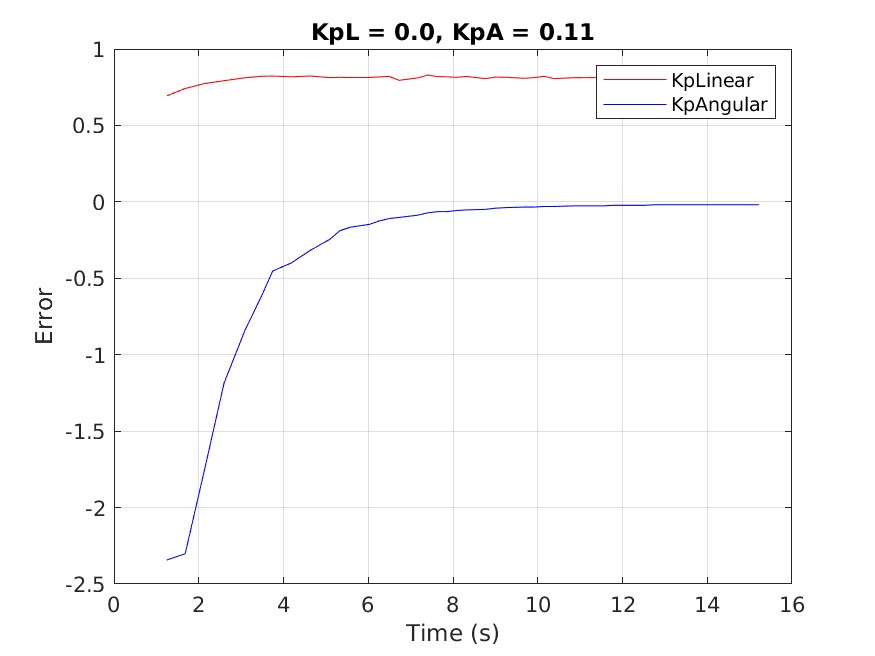 KpL = 0.0, KpA = 0.11
1
0.5
0
-0.5
-1
-1.5
-2
-2.5
Error
KpLinear
KpAngular
0 2 4 6 8 10 12 14 16
Time (s)